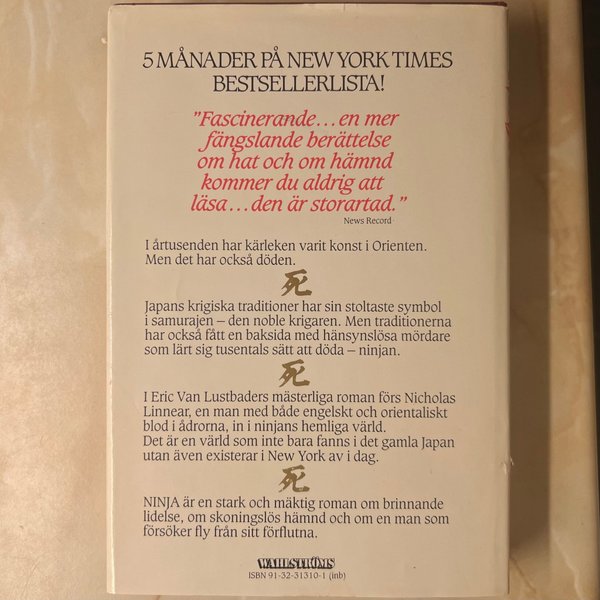 5 MÅNADER PÅ NEW YORK TIMES
BESTSELLERLISTA!
”Fascinerande...en mer
fängslande berättelse
om hat och om hämnd
kommer du aldrig att
läsa...den är storartad.”
News Record
I årtusenden har kärleken varit konst i Orienten.
Men det har också döden.
死
Japans krigiska traditioner har sin stoltaste symbol
i samurajen – den noble krigaren. Men traditionerna
har också fått en baksida med hänsynslösa mördare
som lärt sig tusentals sätt att döda – ninjan.
死
I Eric Van Lustbaders mästerliga roman förs Nicholas
Linnear, en man med både engelskt och orientaliskt
blod i ådrorna, in i ninjans hemliga värld.
Det är en värld som inte bara fanns i det gamla Japan
utan även existerar i New York av i dag.
死
NINJA är en stark och mäktig roman om brinnande
lidelse, om skoningslös hämnd och om en man som
försöker fly från sitt förflutna.
WAHLSTRÖMS
ISBN 91-32-31310-1 (inb)